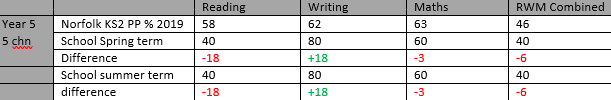 Reading Writing Maths RWM Combined
Year 5 Norfolk KS2 PP % 2019 58 62 63 46
5 chn School Spring term 40 80 60 40
Difference -18 +18 -3 -6
School summer term 40 80 60 40
difference -18 +18 -3 -6